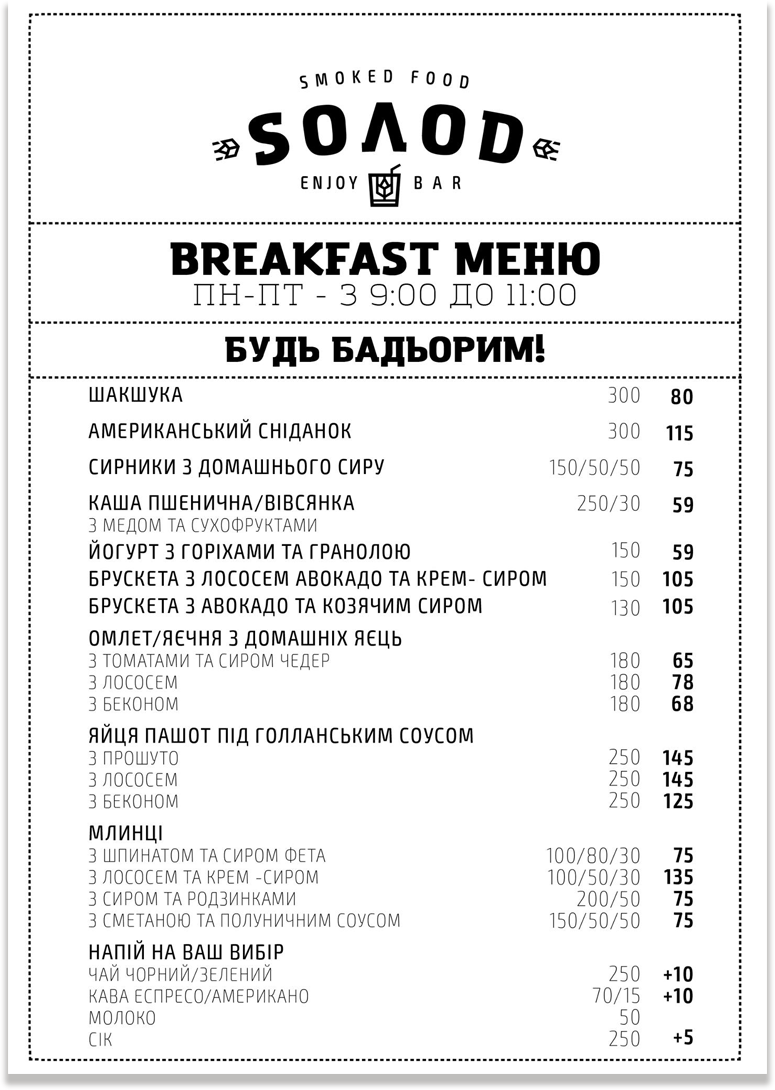 SMOKED FOOD
SОЛОD
ENJOY BAR
BREAKFAST МЕНЮ
ПН-ПТ - З 9:00 ДО 11:00
БУДЬ БАДЬОРИМ!
ШАКШУКА 300 80
АМЕРИКАНСЬКИЙ СНІДАНОК 300 115
СИРНИКИ З ДОМАШНЬОГО СИРУ 150/50/50 75
КАША ПШЕНИЧНА/ВІВСЯНКА 250/30 59
З МЕДОМ ТА СУХОФРУКТАМИ
ЙОГУРТ З ГОРІХАМИ ТА ГРАНОЛОЮ 150 59
БРУСКЕТА З ЛОСОСЕМ АВОКАДО ТА КРЕМ- СИРОМ 150 105
БРУСКЕТА З АВОКАДО ТА КОЗЯЧИМ СИРОМ 130 105
ОМЛЕТ/ЯЄЧНЯ З ДОМАШНІХ ЯЄЦЬ
З ТОМАТАМИ ТА СИРОМ ЧЕДЕР 180 65
З ЛОСОСЕМ 180 78
З БЕКОНОМ 180 68
ЯЙЦЯ ПАШОТ ПІД ГОЛЛАНСЬКИМ СОУСОМ
З ПРОШУТО 250 145
З ЛОСОСЕМ 250 145
З БЕКОНОМ 250 125
МЛИНЦІ
З ШПИНАТОМ ТА СИРОМ ФЕТА 100/80/30 75
З ЛОСОСЕМ ТА КРЕМ -СИРОМ 100/50/30 135
З СИРОМ ТА РОДЗИНКАМИ 200/50 75
З СМЕТАНОЮ ТА ПОЛУНИЧНИМ СОУСОМ 150/50/50 75
НАПІЙ НА ВАШ ВИБІР
ЧАЙ ЧОРНИЙ/ЗЕЛЕНИЙ 250 +10
КАВА ЕСПРЕСО/АМЕРИКАНО 70/15 +10
МОЛОКО 50
СІК 250 +5